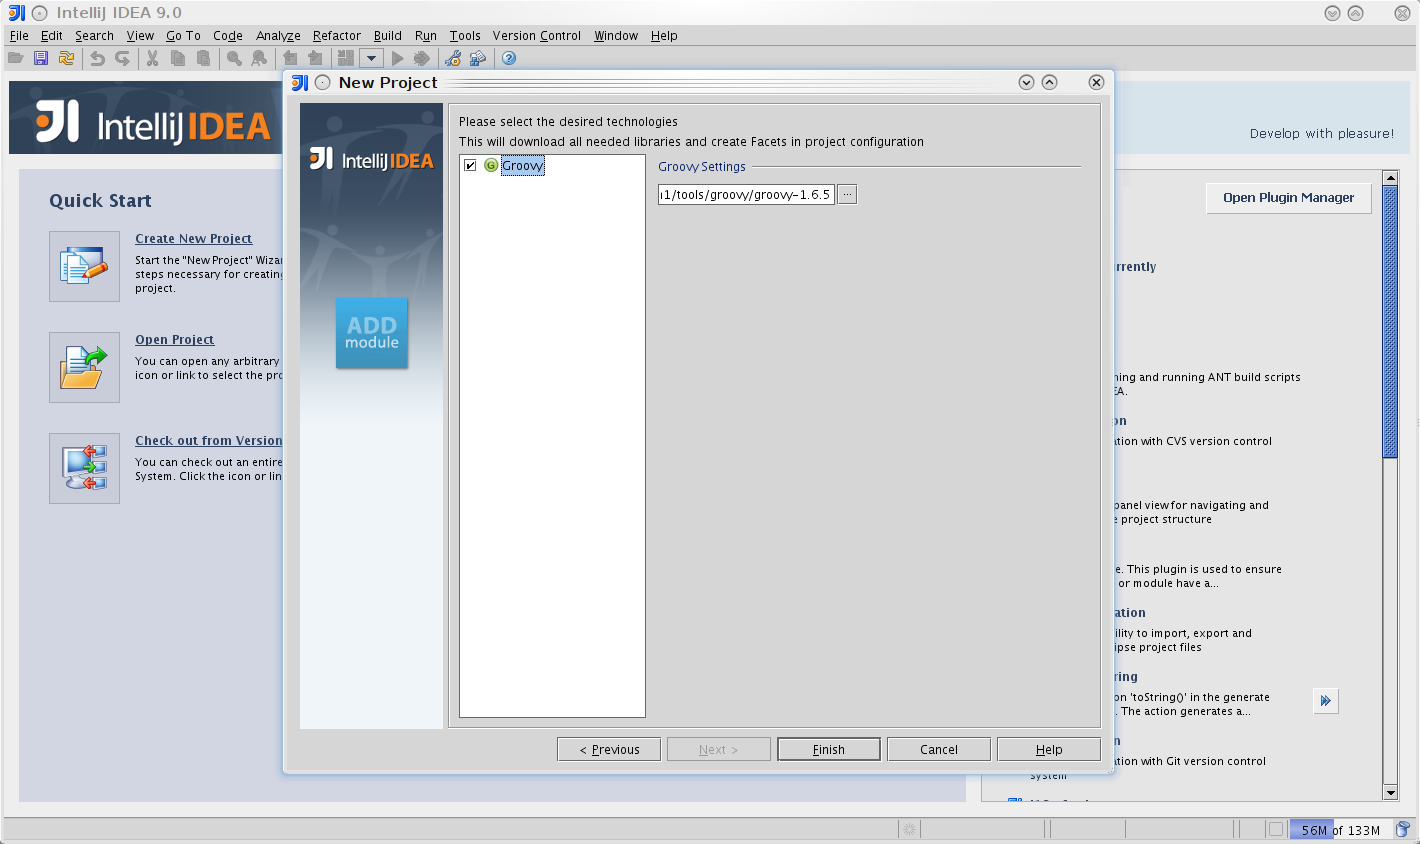 IntelliJ IDEA 9.0
File Edit Search View Go To Code Analyze Refactor Build Run Tools Version Control Window Help
IntelliJ IDEA
Develop with pleasure!
Quick Start
Create New Project
Start the "New Project" Wiza
steps necessary for creating
project.
Open Project
You can open any arbitrary
icon or link to select the pro
Check out from Version
You can check out an entire
System. Click the icon or lin
New Project
IntelliJ IDEA
ADD
module
Please select the desired technologies
This will download all needed libraries and create Facets in project configuration
G Groovy
Groovy Settings
1/tools/groovy/groovy-1.6.5 ...
< Previous Next > Finish Cancel Help
Open Plugin Manager
rrently
ning and running ANT build scripts
EA.
on
ation with CVS version control
panel view for navigating and
e project structure
e. This plugin is used to ensure
or module have a...
ation
ility to import, export and
ipse project files
ring
on 'toString()' in the generate
. The action generates a...
n
ation with Git version control
system
56M of 133M